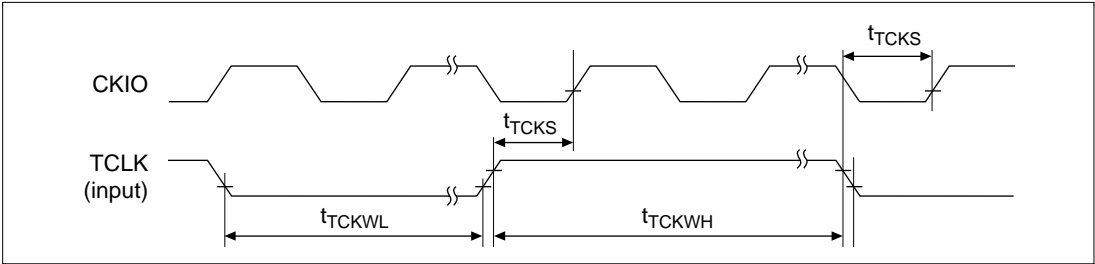 tTCKS
CKIO
tTCKS
TCLK
(input)
tTCKWL
tTCKWH